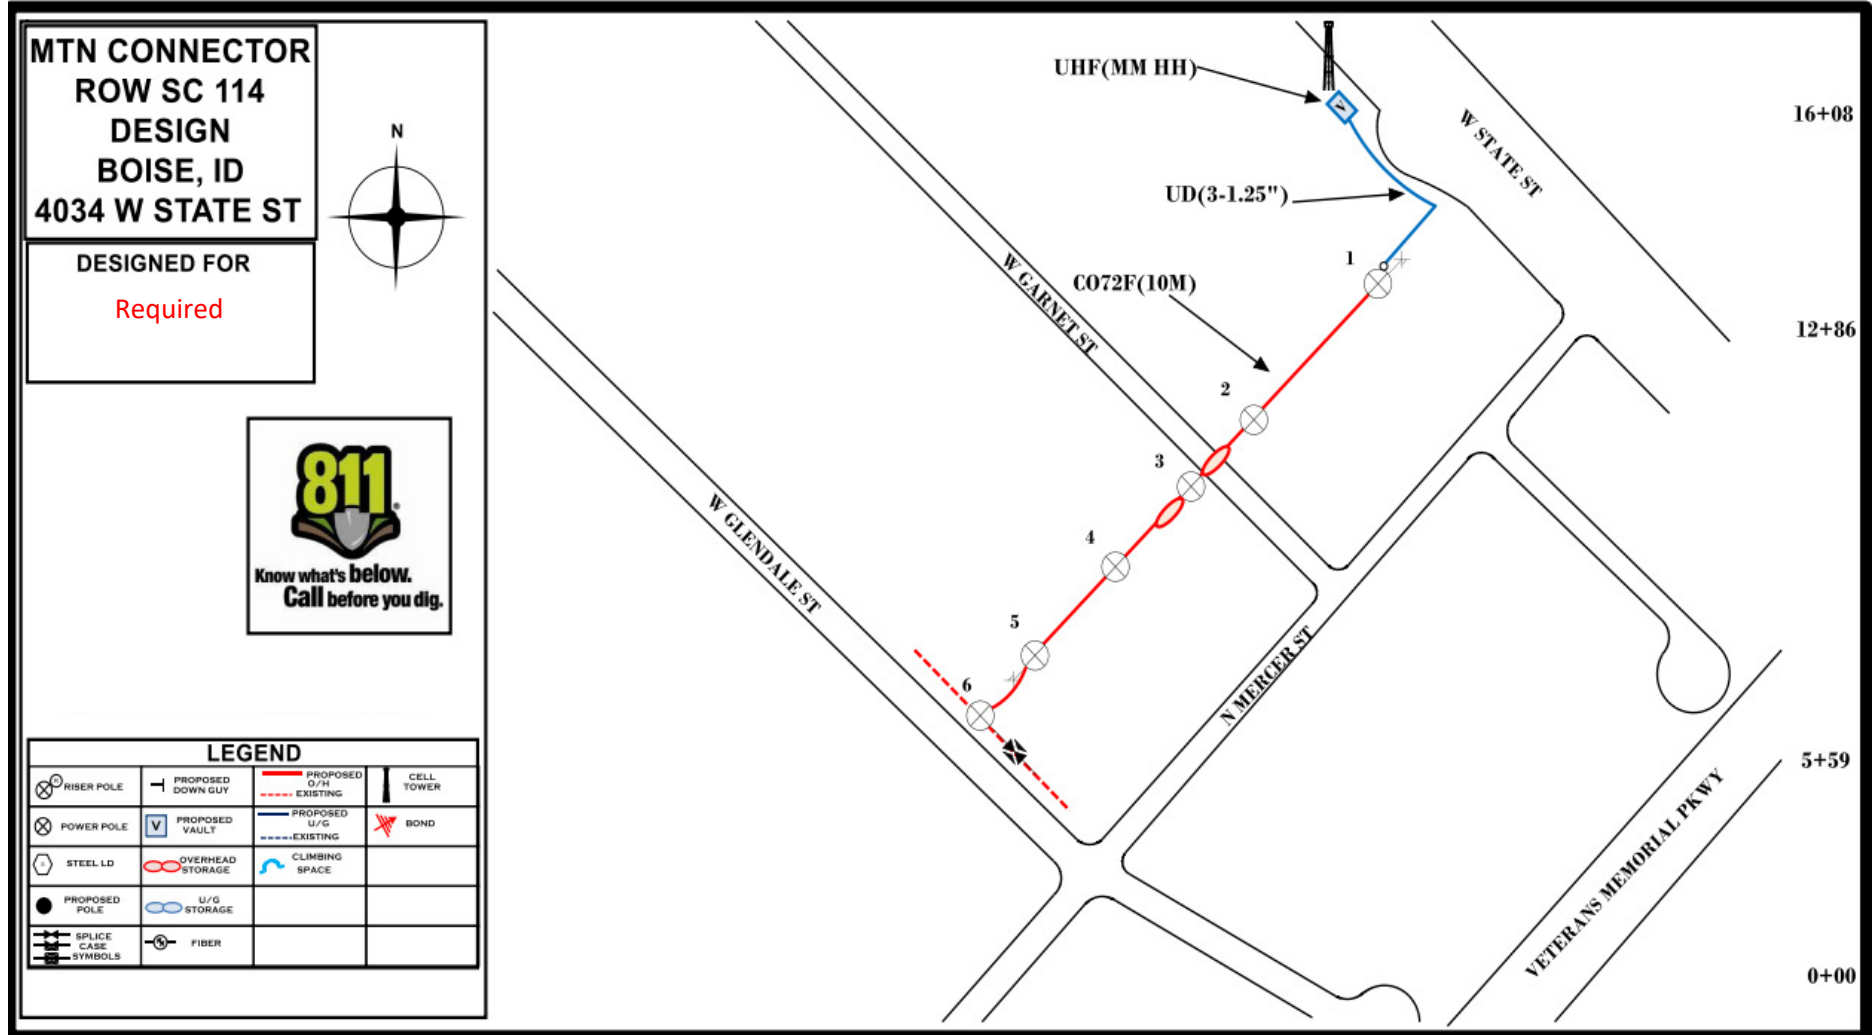 MTN CONNECTOR
ROW SC 114
DESIGN
BOISE, ID
4034 W STATE ST
DESIGNED FOR
Required
N
811
Know what's below.
Call before you dig.
LEGEND
RISER POLE
PROPOSED
DOWN GUY
PROPOSED
O/H
EXISTING
CELL
TOWER
POWER POLE
V
PROPOSED
VAULT
PROPOSED
U/G
EXISTING
BOND
STEEL LD
OVERHEAD
STORAGE
CLIMBING
SPACE
PROPOSED
POLE
U/G
STORAGE
SPLICE
CASE
SYMBOLS
FIBER
UHF(MM HH)
V
W STATE ST
UD(3-1.25")
1
CO72F(10M)
W GARNET ST
2
3
4
W GLENDALE ST
5
6
N MERCER ST
VETERANS MEMORIAL PKWY
16+08
12+86
5+59
0+00